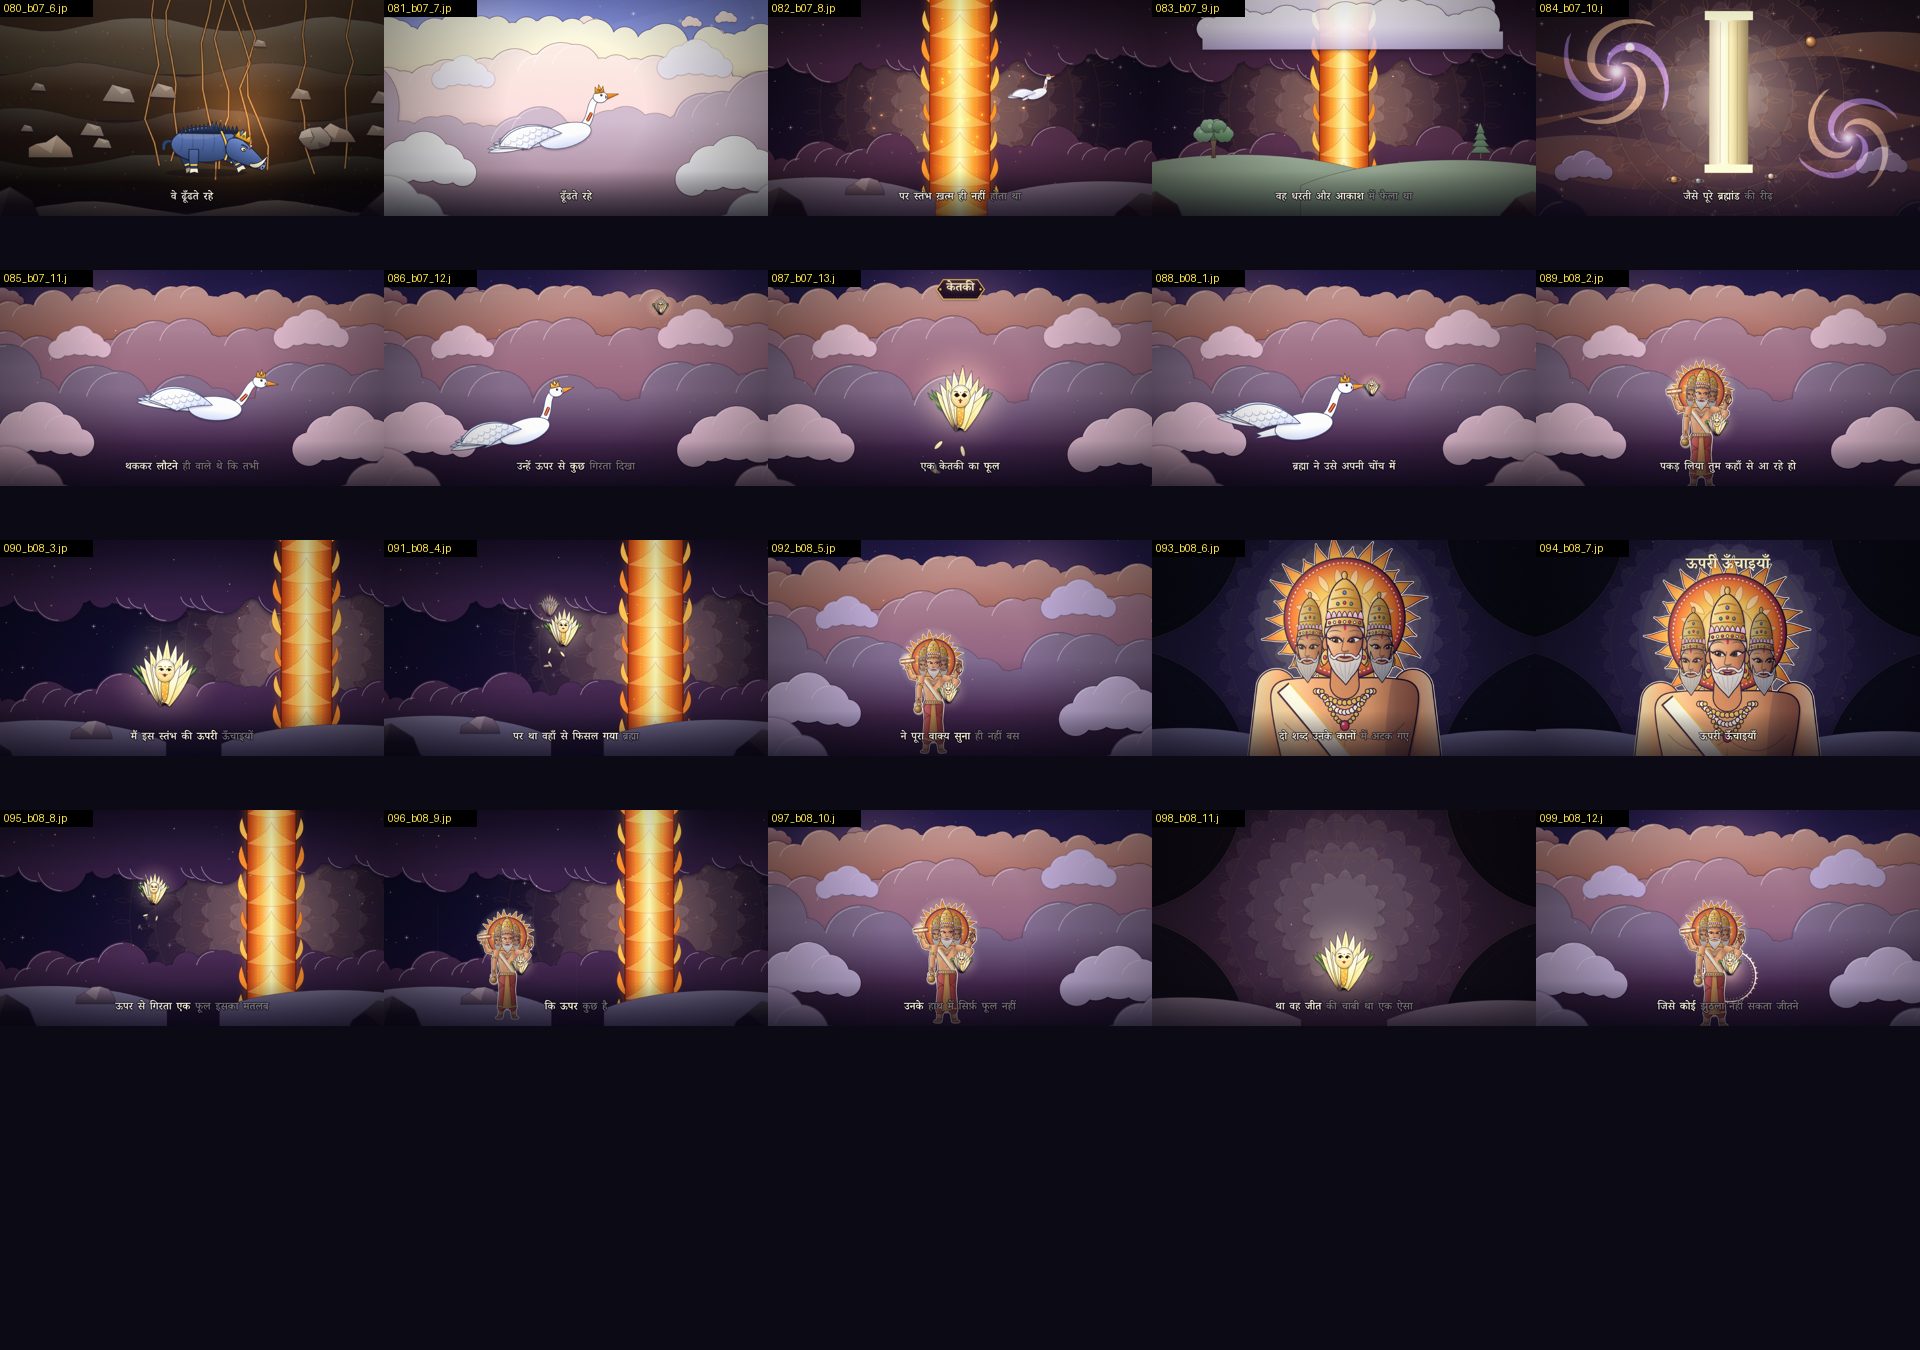 080_b07_6.jp
081_b07_7.jp
082_b07_8.jp
083_b07_9.jp
084_b07_10.j
वे ढूँढते रहे
ढूँढते रहे
पर स्तंभ ख़त्म ही नहीं होता था
वह धरती और आकाश में फैला था
जैसे पूरे ब्रह्मांड की रीढ़
085_b07_11.j
086_b07_12.j
087_b07_13.j
088_b08_1.jp
089_b08_2.jp
केतकी
थककर लौटने ही वाले थे कि तभी
उन्हें ऊपर से कुछ गिरता दिखा
एक केतकी का फूल
ब्रह्मा ने उसे अपनी चोंच में
पकड़ लिया तुम कहाँ से आ रहे हो
090_b08_3.jp
091_b08_4.jp
092_b08_5.jp
093_b08_6.jp
094_b08_7.jp
ऊपरी ऊँचाइयाँ
मैं इस स्तंभ की ऊपरी ऊँचाइयों
पर था वहाँ से फिसल गया ब्रह्मा
ने पूरा वाक्य सुना ही नहीं बस
दो शब्द उनके कानों में अटक गए
ऊपरी ऊँचाइयाँ
095_b08_8.jp
096_b08_9.jp
097_b08_10.j
098_b08_11.j
099_b08_12.j
ऊपर से गिरता एक फूल इसका मतलब
कि ऊपर कुछ है
उनके हाथ में सिर्फ़ फूल नहीं
था वह जीत की चाबी था एक ऐसा
जिसे कोई झुठला नहीं सकता जीतने